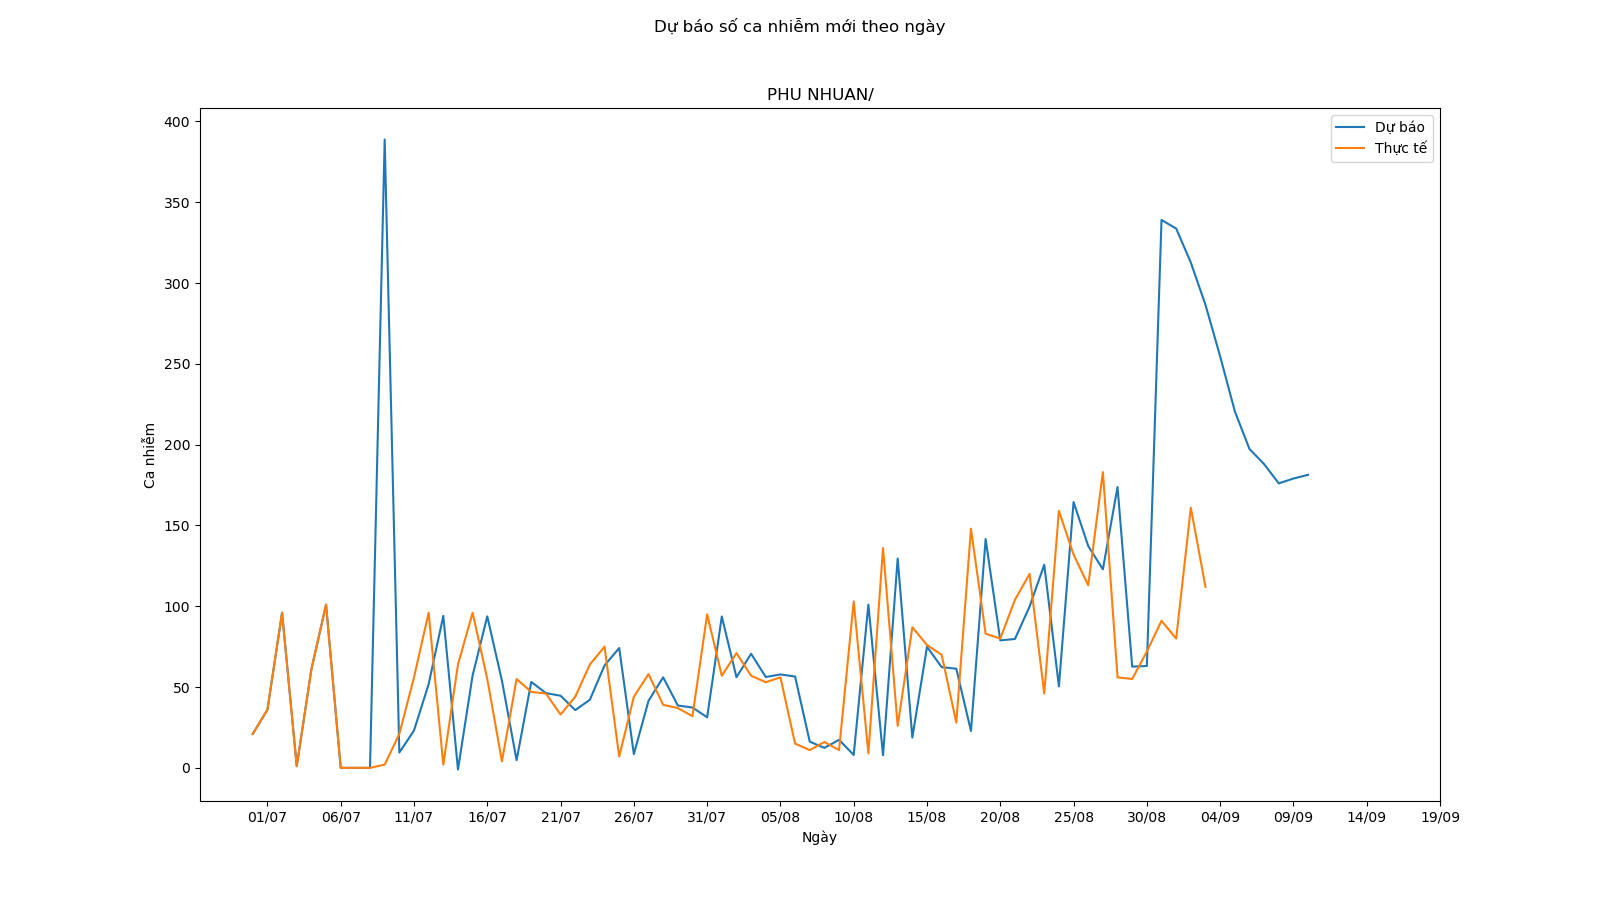 Dự báo số ca nhiễm mới theo ngày
PHU NHUAN/
Dự báo
Thực tế
Ca nhiễm
400
350
300
250
200
150
100
50
0
01/07 06/07 11/07 16/07 21/07 26/07 31/07 05/08 10/08 15/08 20/08 25/08 30/08 04/09 09/09 14/09 19/09
Ngày